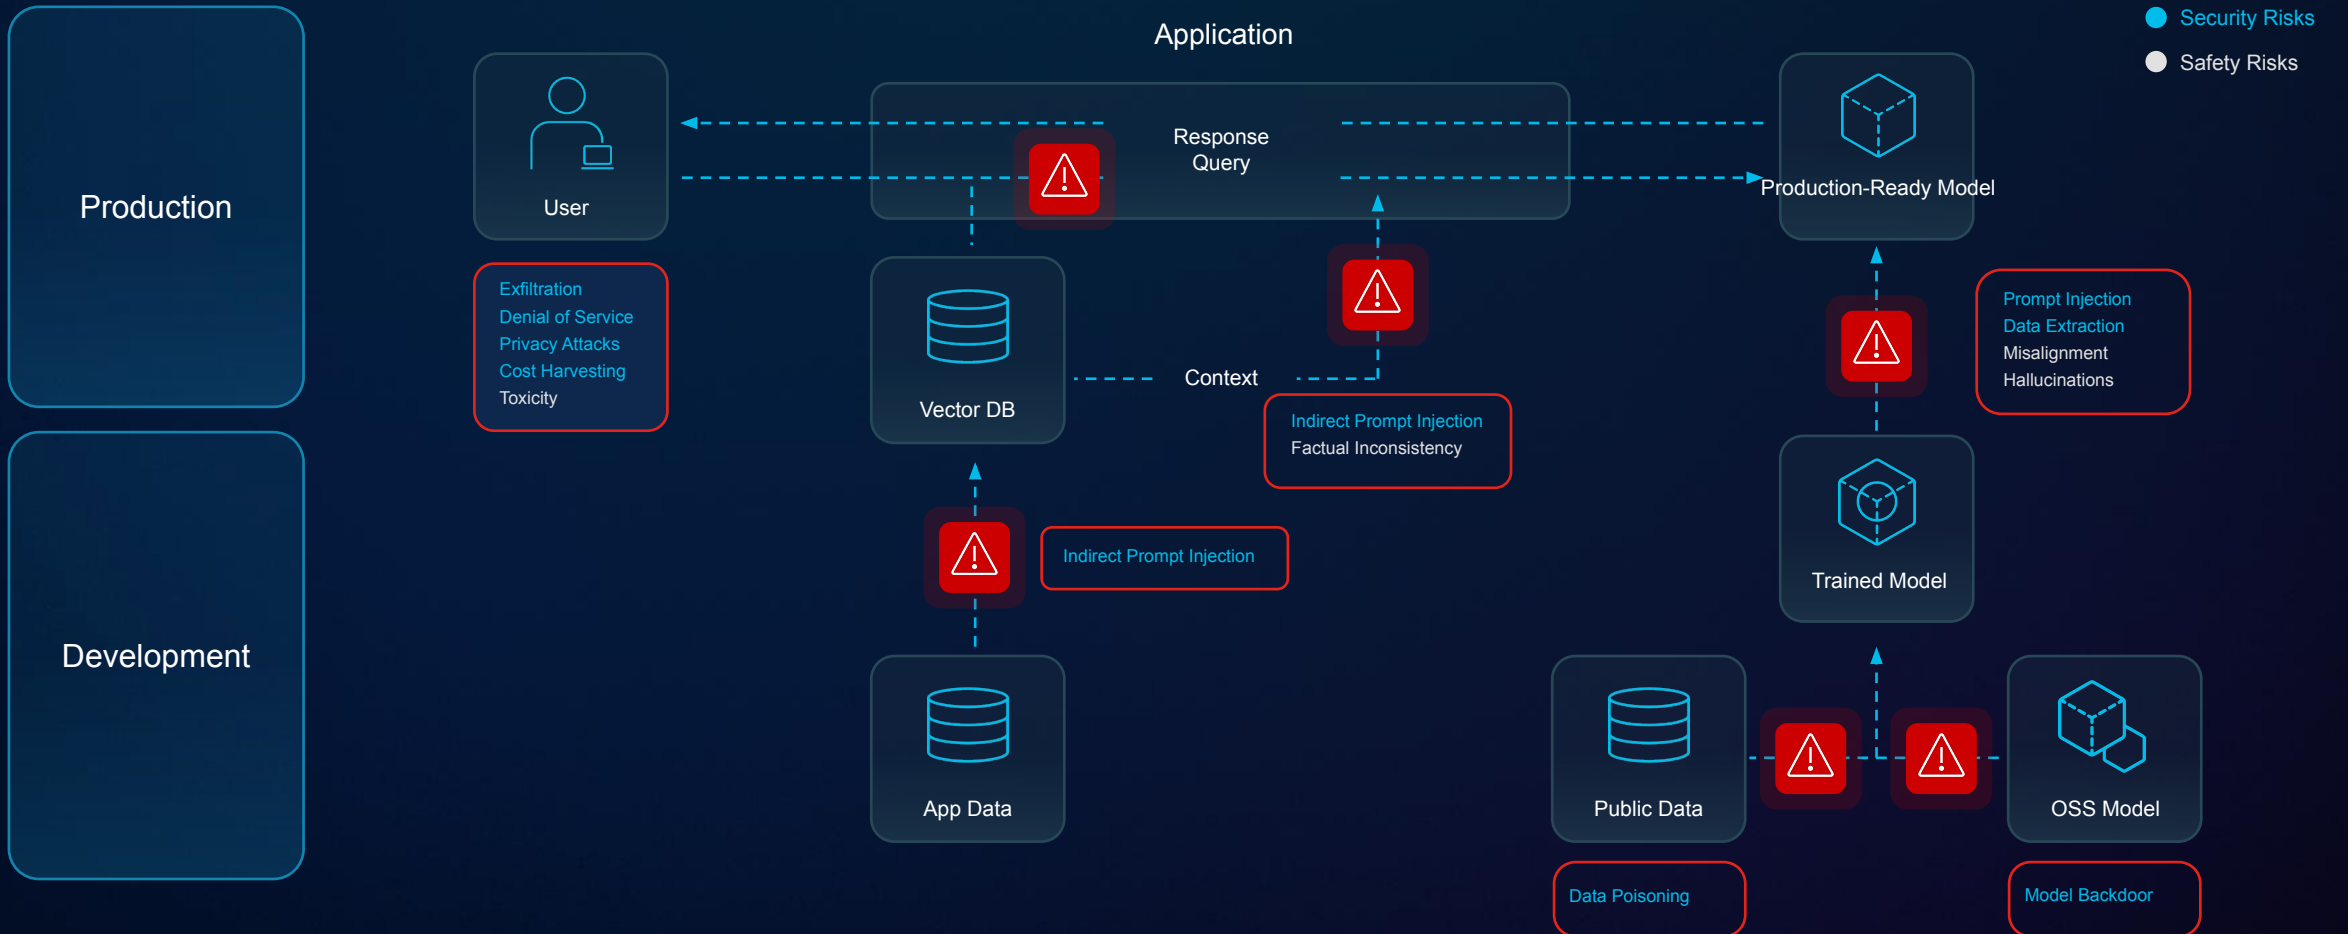 Application
Security Risks
Safety Risks
Production
User
Response
Query
Production-Ready Model
Exfiltration
Denial of Service
Privacy Attacks
Cost Harvesting
Toxicity
Vector DB
Context
Indirect Prompt Injection
Factual Inconsistency
Prompt Injection
Data Extraction
Misalignment
Hallucinations
Development
Indirect Prompt Injection
Trained Model
App Data
Public Data
OSS Model
Data Poisoning
Model Backdoor